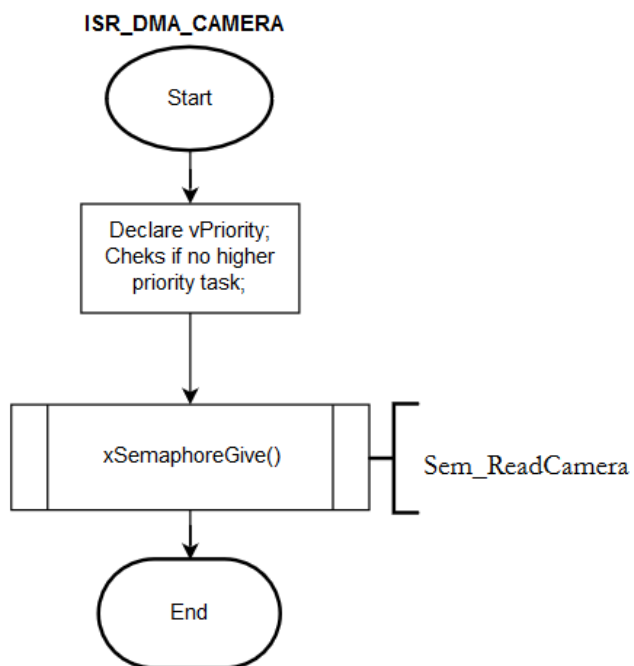 ISR_DMA_CAMERA
Start
Declare vPriority;
Cheks if no higher
priority task;
xSemaphoreGive()
Sem_ReadCamera
End